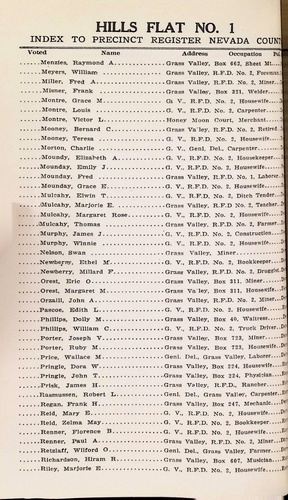 HILLS FLAT NO. 1
INDEX TO PRECINCT REGISTER NEVADA COUN
Voted Name Address Occupation
Menzies, Raymond A. Grass Valley, Box 662, Sheet Mt.
Meyers, William Grass Valley, R.F.D. No. 2, Foreman
Miller, Fred A. Grass Valley, R.F.D. No. 2, Miner
Misner, Frank Grass Valley, Box 321, Welder
Montre, Grace M G. V., R.F.D. No. 2, Housewife
Montre, Louis G. V., R.F.D. No. 2, Carpenter
Montre, Victor L. Honey Moon Court, Merchant
Mooney, Bernard C. Grass Valley, R.F.D. No. 2, Retired
Mooney, Teresa G. V., R.F.D. No. 2, Housewife
Morton, Charlie G. V., Genl. Del., Carpenter
Moundy, Elizabeth A G. V., R.F.D. No. 2, Housekeeper
Mounday, Emily J G. V., R.F.D. No. 2, Housewife
Mounday, Fred Grass Valley, R.F.D. No. 1, Laborer
Mounday, Grace E. G. V., R.F.D. No. 2, Housewife
Mulcahy, Elwin T. G. V., R.F.D. No. 2, Ditch Tender
Mulcahy, Marjorie E. Grass Valley, R.F.D. No. 2, Teacher
Mulcahy, Margaret Rose G. V., R.F.D. No. 2, Housewife
Mulcahy, Thomas Grass Valley, R.F.D. No. 2, Farmer
Murphy, James J G. V., R.F.D. No. 2, Construction
Murphy, Winnie G. V., R.F.D. No. 2, Housewife
Nelson, Swan Grass Valley, Miner
Newberry, Ethel M. G. V., R.F.D. No. 2, Bookkeeper
Newberry, Millard F. Grass Valley, R.F.D. No. 2, Druggist
Orest, Eric O Grass Valley, Box 311, Miner
Orest, Margaret M Grass Valley, Box 311, Housewife
Orzalli, John A Grass Valley, R.F.D. No. 2, Miner
Pascoe, Edith L. G. V., R.F.D. No. 2, Housewife
Phillips, Dolly M Grass Valley, Box 40, Waitress
Phillips, William C G. V., R.F.D. No. 2, Truck Driver
Porter, Joseph V Grass Valley, Box 723, Miner
Porter, Ruby M Grass Valley, Box 723, Housewife
Price, Wallace M Genl. Del., Grass Valley, Laborer
Pringle, Dora W Grass Valley, Box 224, Housewife
Pringle, John T. Grass Valley, Box 224, Physician
Prisk, James H Grass Valley, R.F.D., Rancher
Rasmussen, Robert L. Genl. Del., Grass Valley, Carpenter
Regan, Frank H Grass Valley, Box 247, Mechanic
Reid, Mary E. G. V., R.F.D. No. 2, Housewife
Reid, Zelma May G. V., R.F.D. No. 2, Bookkeeper
Renner, Florence B G. V., R.F.D. No. 2, Housewife
Renner, Paul A Grass Valley, R.F.D. No. 2, Miner
Retzlaff, Wilford O Genl. Del., Grass Valley, Farmer
Richardson, Hiram R Grass Valley, Box 407, Musician
Riley, Marjorie E. G. V., R.F.D. No. 2, Housewife